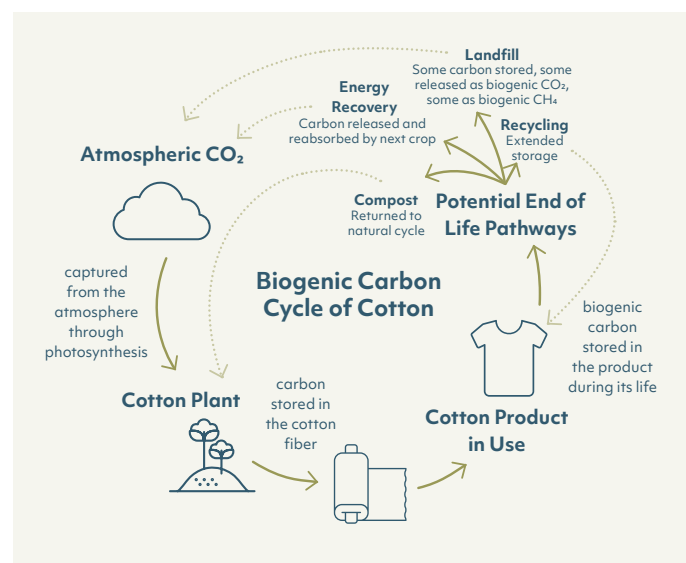 Landfill
Some carbon stored, some
released as biogenic CO₂,
some as biogenic CH₄
Energy
Recovery
Carbon released and
reabsorbed by next crop
Recycling
Extended
storage
Atmospheric CO₂
Compost
Returned to
natural cycle
Potential End of
Life Pathways
Biogenic Carbon
Cycle of Cotton
captured
from the
atmosphere
through
photosynthesis
biogenic
carbon
stored in
the product
during its life
Cotton Plant
carbon
stored in
the cotton
fiber
Cotton Product
in Use